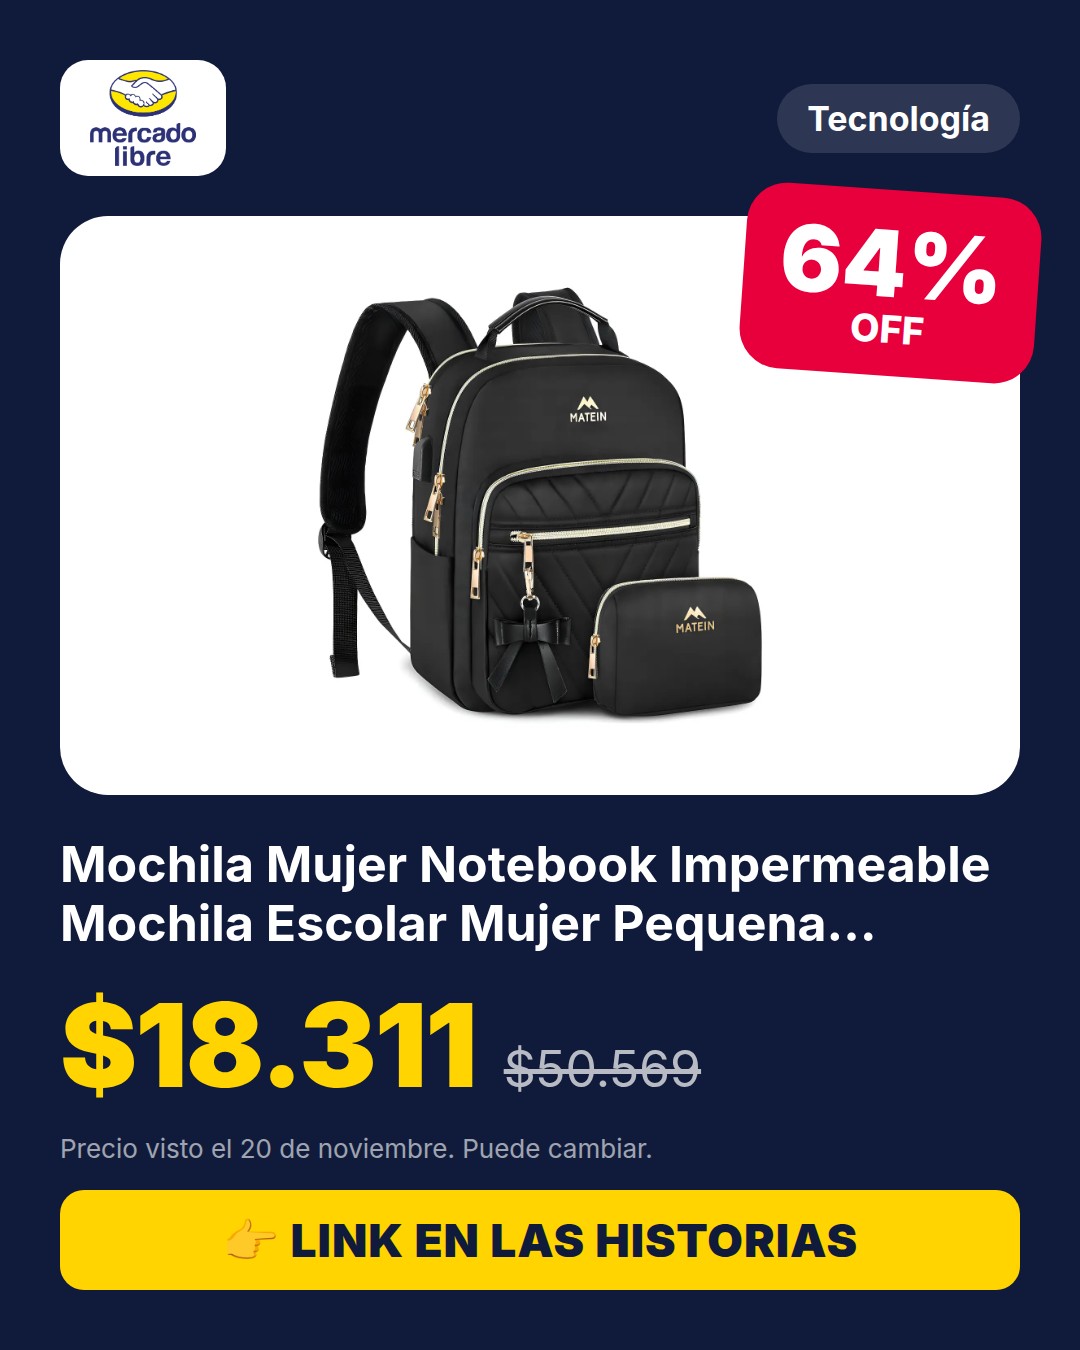 mercado
libre
Tecnología
64%
OFF
MATEIN
MATEIN
Mochila Mujer Notebook Impermeable
Mochila Escolar Mujer Pequena...
$18.311 $50.569
Precio visto el 20 de noviembre. Puede cambiar.
👉 LINK EN LAS HISTORIAS